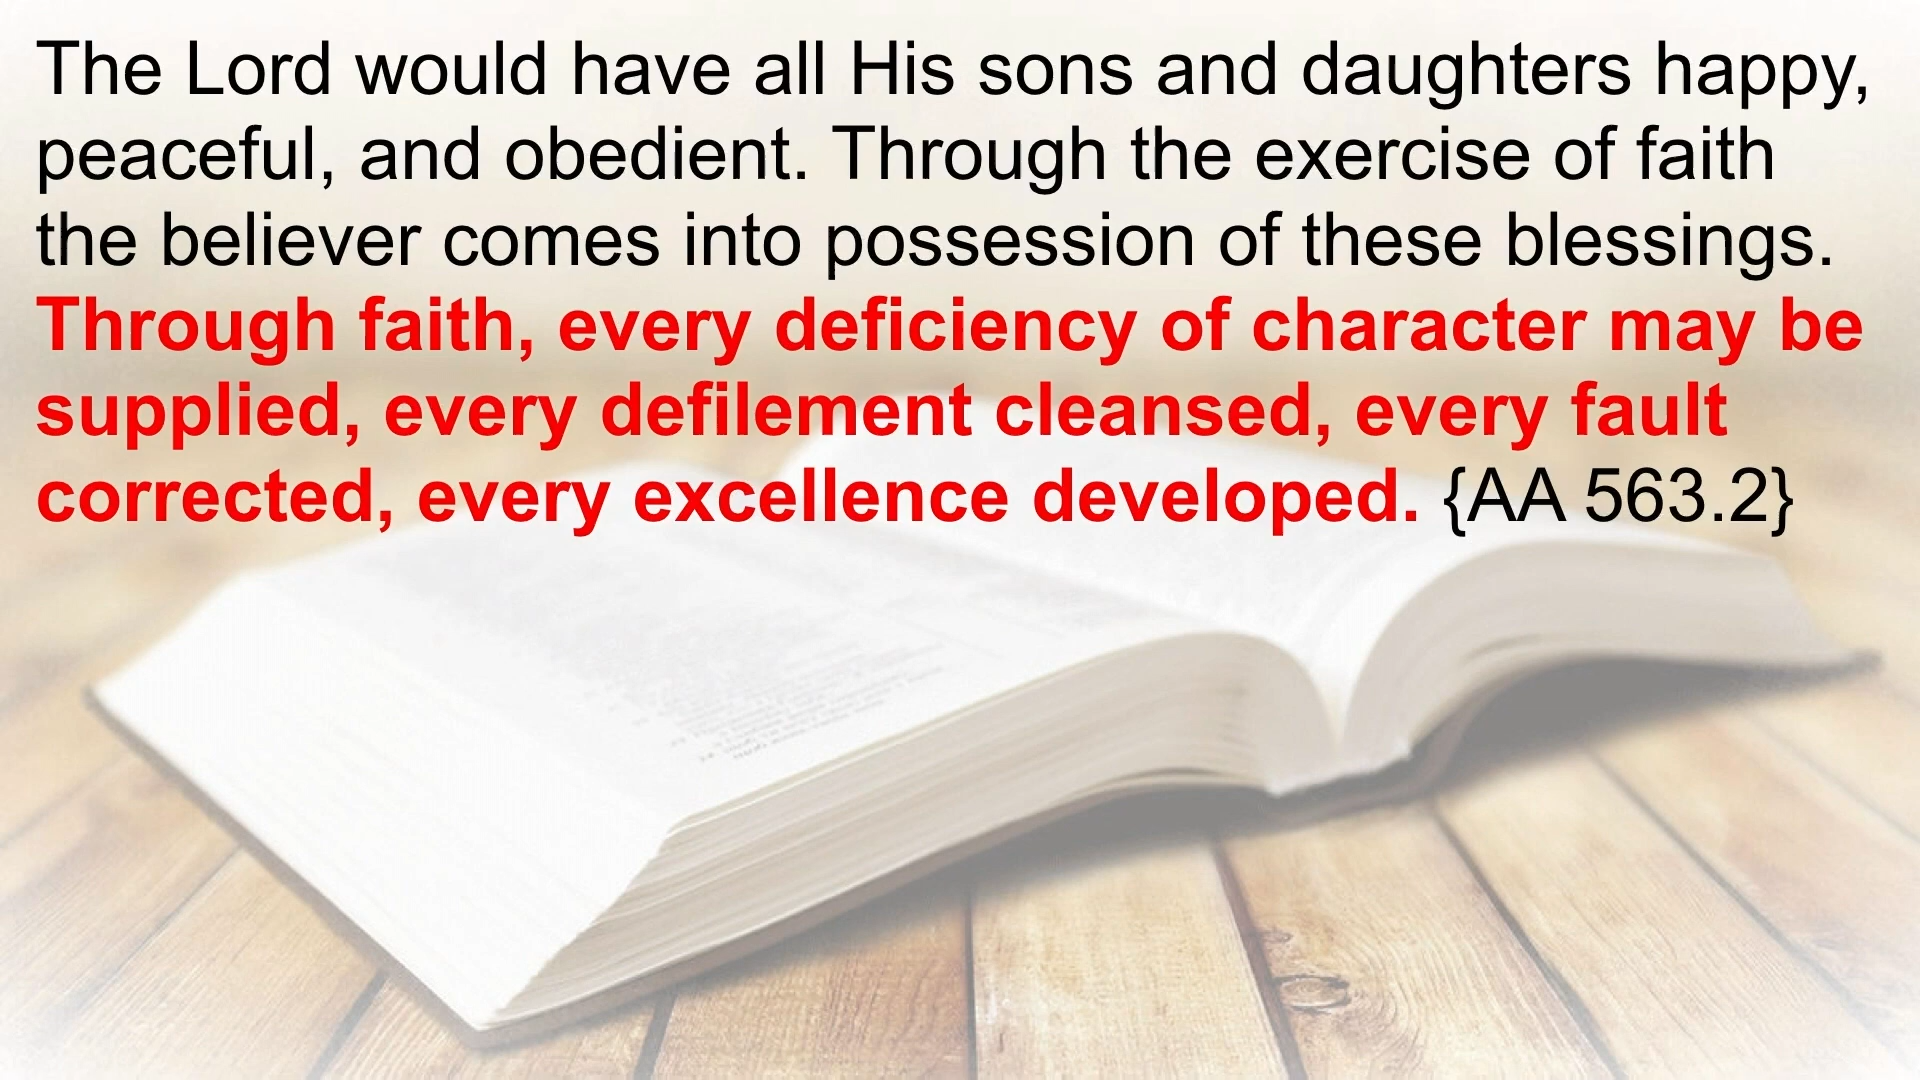 The Lord would have all His sons and daughters happy,
peaceful, and obedient. Through the exercise of faith
the believer comes into possession of these blessings.
Through faith, every deficiency of character may be
supplied, every defilement cleansed, every fault
corrected, every excellence developed. {AA 563.2}